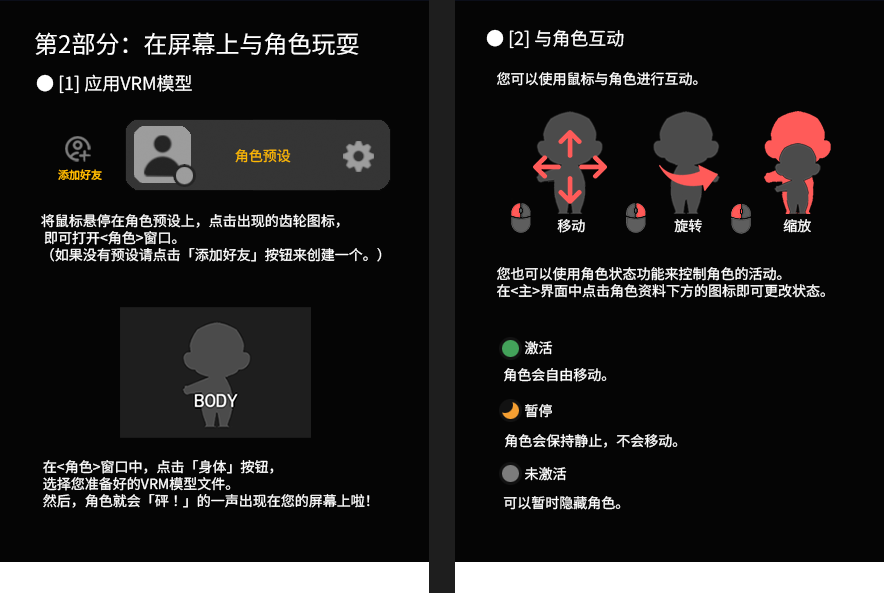 第2部分：在屏幕上与角色玩耍
[1] 应用VRM模型
添加好友
角色预设
将鼠标悬停在角色预设上，点击出现的齿轮图标，
即可打开<角色>窗口。
（如果没有预设请点击「添加好友」按钮来创建一个。）
BODY
在<角色>窗口中，点击「身体」按钮，
选择您准备好的VRM模型文件。
然后，角色就会「砰！」的一声出现在您的屏幕上啦！
[2] 与角色互动
您可以使用鼠标与角色进行互动。
移动
旋转
缩放
您也可以使用角色状态功能来控制角色的活动。
在<主>界面中点击角色资料下方的图标即可更改状态。
激活
角色会自由移动。
暂停
角色会保持静止，不会移动。
未激活
可以暂时隐藏角色。